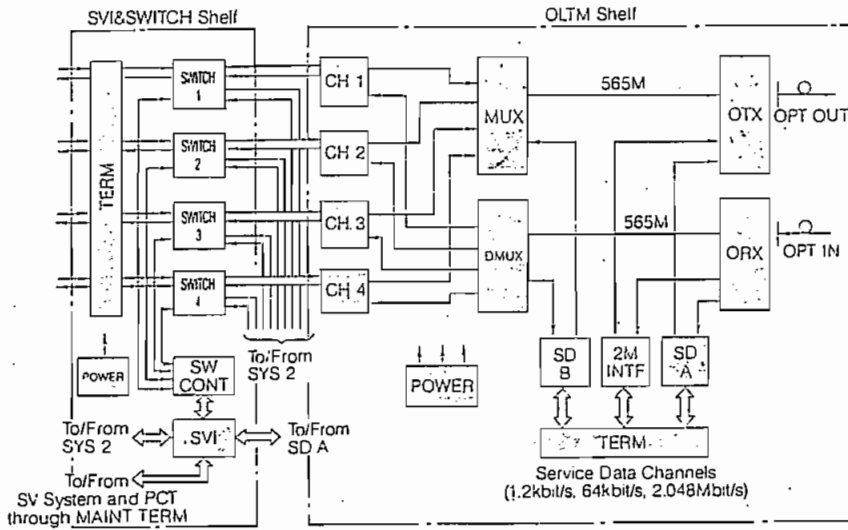 SVI&SWITCH Shelf
OLTM Shelf
TERM
SWITCH
1
SWITCH
2
SWITCH
3
SWITCH
4
CH 1
CH 2
CH.3
CH 4
MUX
DMUX
565M
565M
OTX
OPT OUT
ORX
OPT IN
POWER
SW
CONT
To/From
SYS 2
POWER
SD
B
2M
INTF
SD
A
To/From
SYS 2
SVI
To/From
SD A
TERM
To/From
SV System and PCT
through MAINT TERM
Service Data Channels
(1.2kbit/s, 64kbit/s, 2.048Mbit/s)